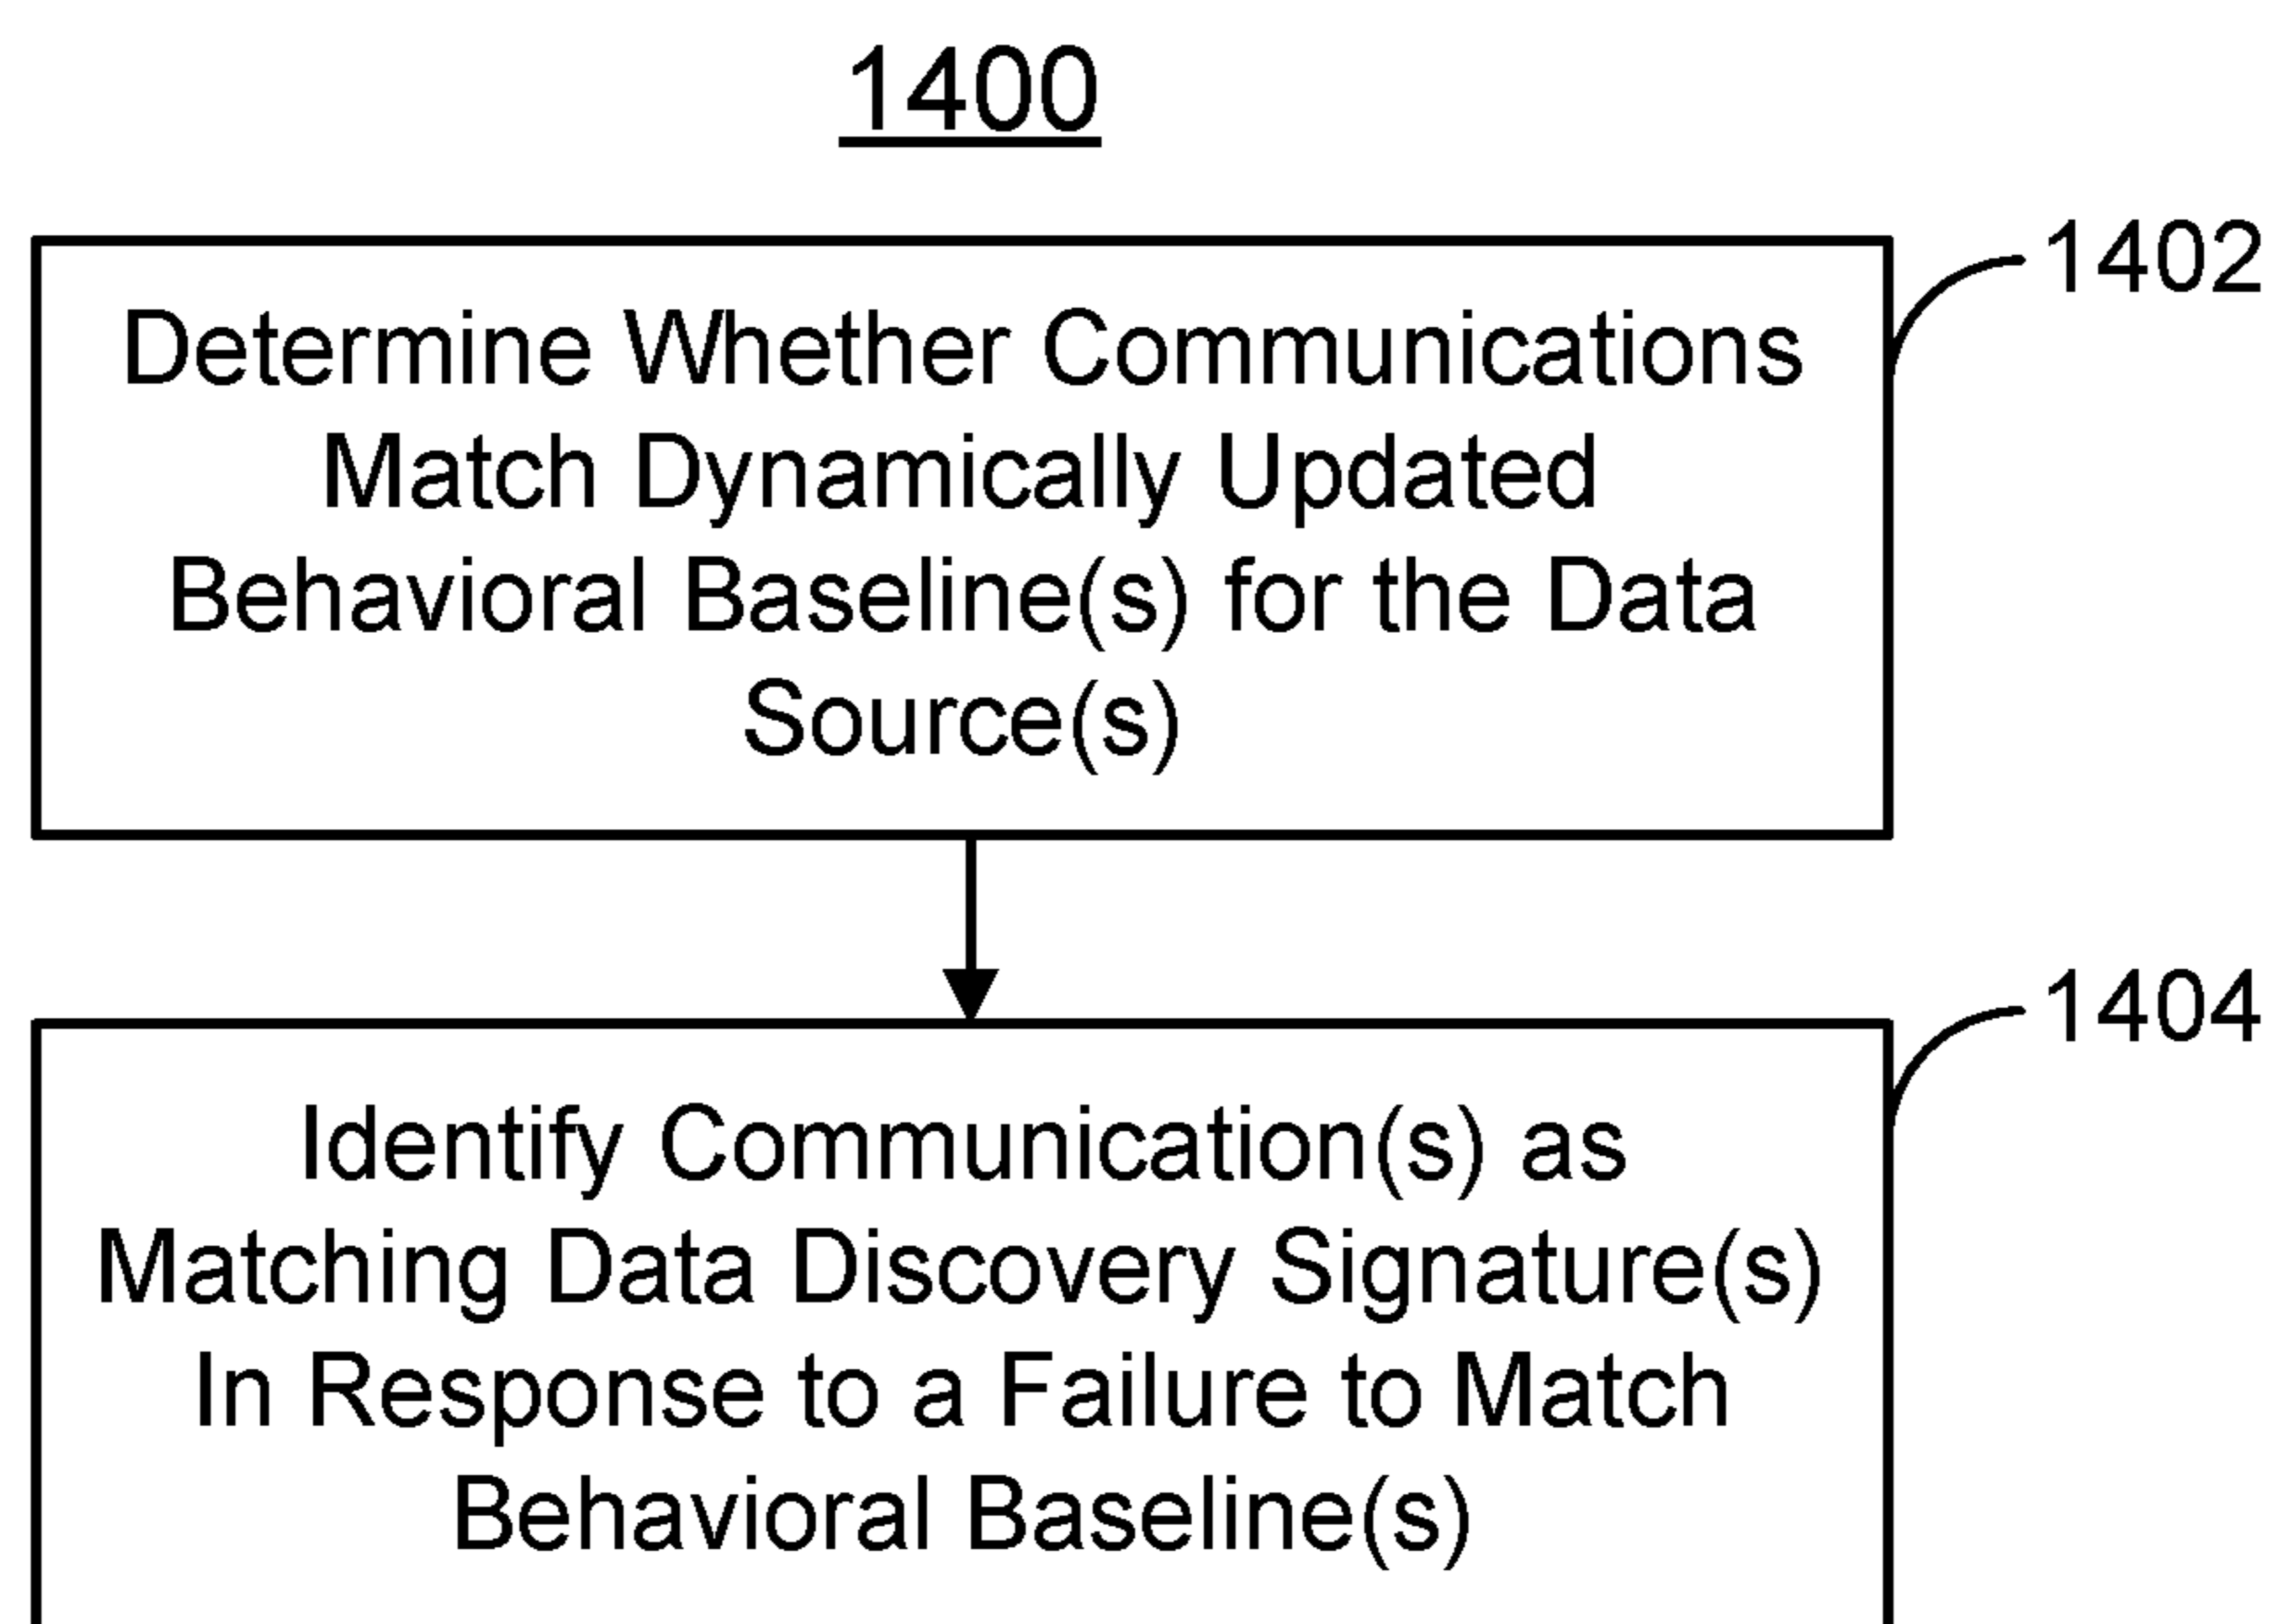 1400
1402
Determine Whether Communications
Match Dynamically Updated
Behavioral Baseline(s) for the Data
Source(s)
1404
Identify Communication(s) as
Matching Data Discovery Signature(s)
In Response to a Failure to Match
Behavioral Baseline(s)